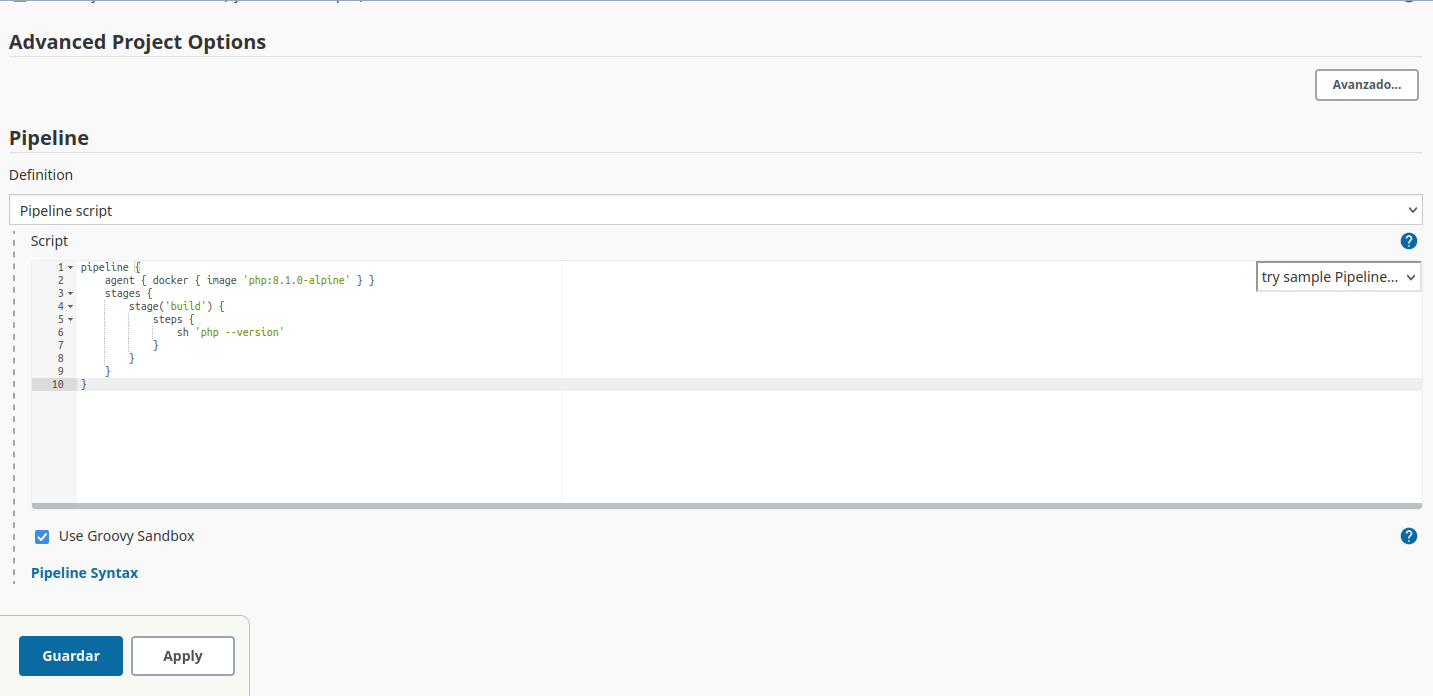 Advanced Project Options
Avanzado...
Pipeline
Definition
Pipeline script
Script
try sample Pipeline...
1 pipeline {
2     agent { docker { image 'php:8.1.0-alpine' } }
3     stages {
4         stage('build') {
5             steps {
6                 sh 'php --version'
7             }
8         }
9     }
10 }
Use Groovy Sandbox
Pipeline Syntax
Guardar
Apply